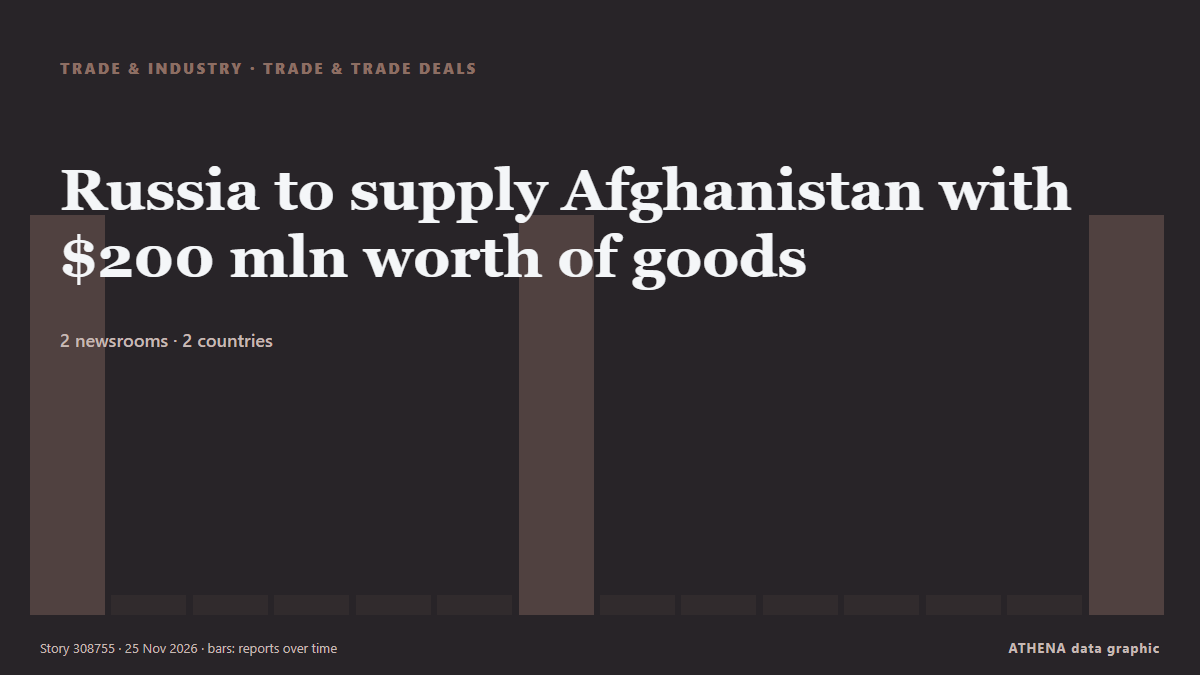 TRADE & INDUSTRY · TRADE & TRADE DEALS
Russia to supply Afghanistan with
$200 mln worth of goods
2 newsrooms · 2 countries
Story 308755 · 25 Nov 2026 · bars: reports over time
ATHENA data graphic